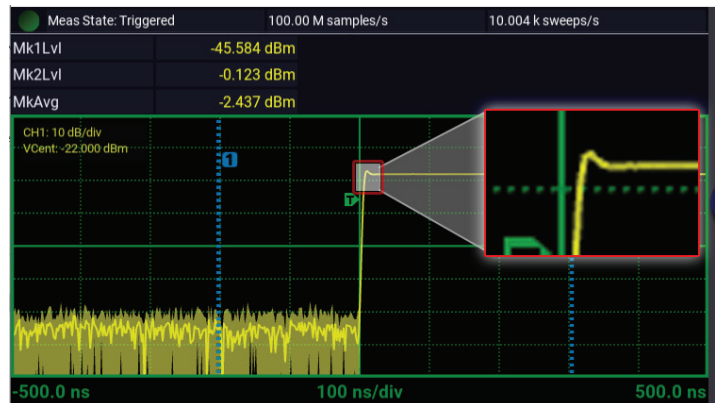 Meas State: Triggered 100.00 M samples/s 10.004 k sweeps/s
Mk1Lvl -45.584 dBm
Mk2Lvl -0.123 dBm
MkAvg -2.437 dBm
CH1: 10 dB/div
VCent: -22.000 dBm
1
T
-500.0 ns 100 ns/div 500.0 ns